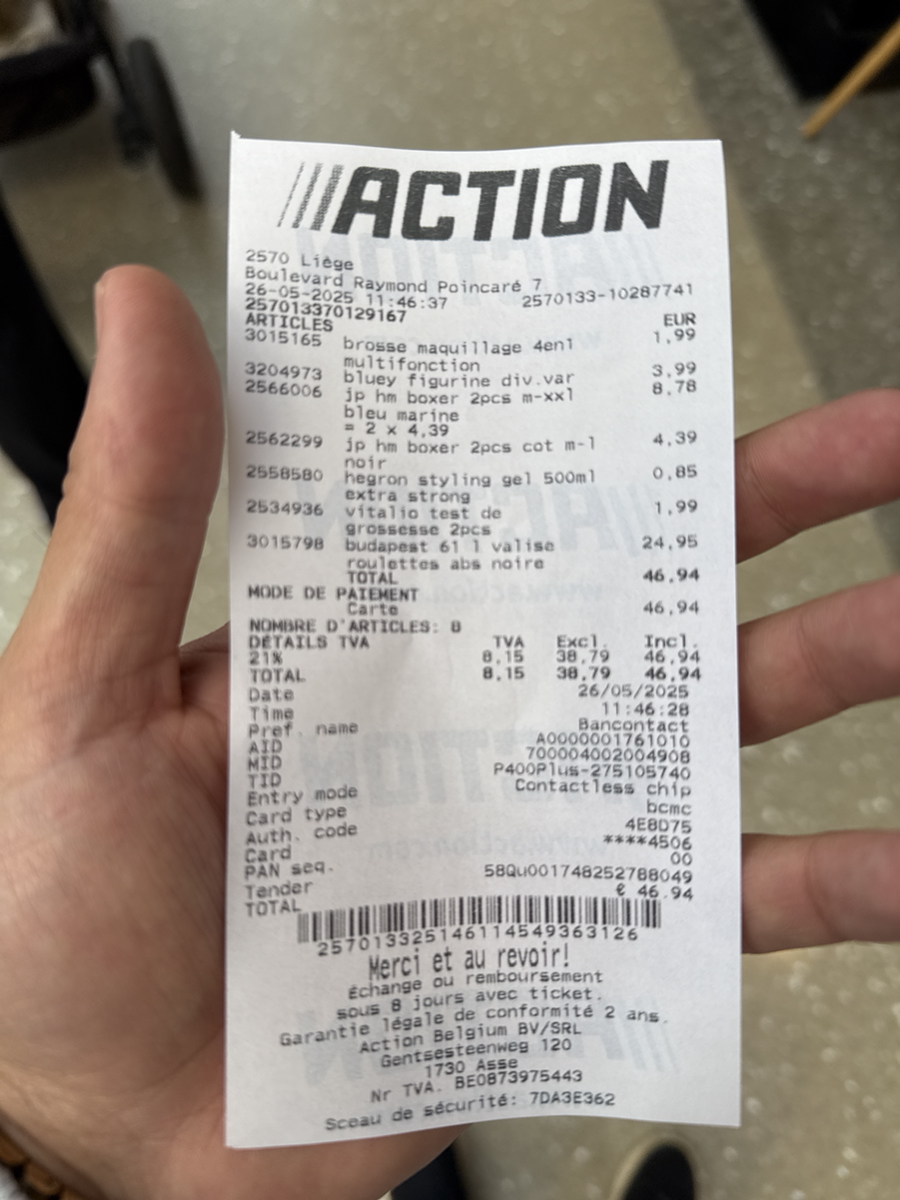 ACTION
2570 Liège
Boulevard Raymond Poincaré 7
26-05-2025 11:46:37 2570133-10287741
257013370129167
ARTICLES EUR
3015165 brosse maquillage 4en1 1,99
multifonction
3204973 bluey figurine div.var 3,99
2566006 jp hm boxer 2pcs m-xxl 8,78
bleu marine
= 2 x 4,39
2562299 jp hm boxer 2pcs cot m-l 4,39
noir
2558580 hegron styling gel 500ml 0,85
extra strong
2534936 vitalio test de 1,99
grossesse 2pcs
3015798 budapest 61 l valise 24,95
roulettes abs noire
TOTAL 46,94
MODE DE PAIEMENT
Carte 46,94
NOMBRE D'ARTICLES: 8
DÉTAILS TVA TVA Excl. Incl.
21% 8,15 38,79 46,94
TOTAL 8,15 38,79 46,94
Date 26/05/2025
Time 11:46:28
Pref. name Bancontact
AID A0000001761010
MID 700004002004908
TID P400Plus-275105740
Entry mode Contactless chip
Card type bcmc
Auth. code 4E8D75
Card ****4506
PAN seq. 00
Tender 58Qu001748252788049
TOTAL € 46.94
257013325146114549363126
Merci et au revoir!
Échange ou remboursement
sous 8 jours avec ticket.
Garantie légale de conformité 2 ans.
Action Belgium BV/SRL
Gentsesteenweg 120
1730 Asse
Nr TVA. BE0873975443
Sceau de sécurité: 7DA3E362